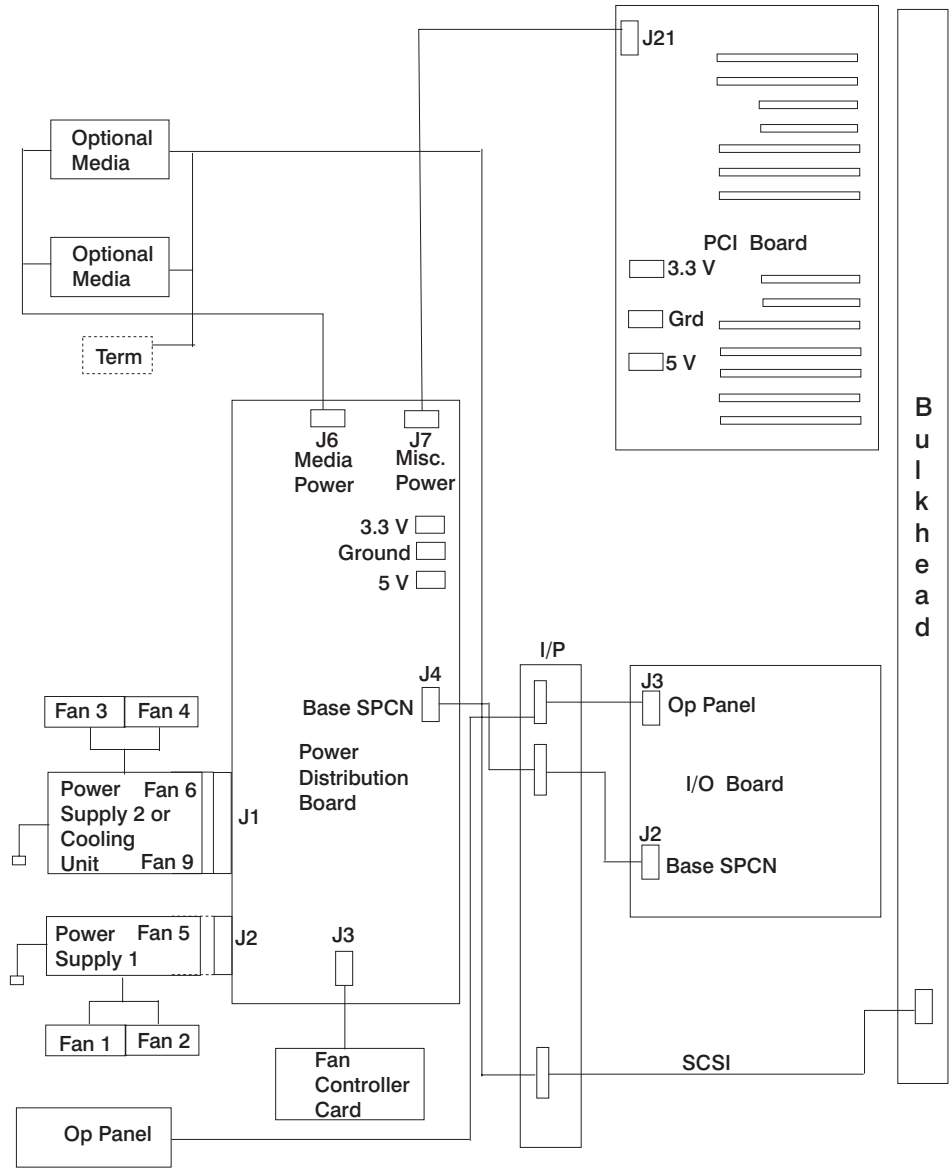 J21
Optional
Media
PCI Board
3.3 V
Grd
5 V
Optional
Media
Term
J6
Media
Power
J7
Misc.
Power
3.3 V
Ground
5 V
B
u
l
k
h
e
a
d
I/P
J4
Base SPCN
Power
Distribution
Board
J3
Op Panel
I/O Board
J2
Base SPCN
Fan 3
Fan 4
Power
Supply 2 or
Cooling
Unit
Fan 6
Fan 9
J1
Power
Supply 1
Fan 5
J2
J3
Fan 1
Fan 2
Fan
Controller
Card
SCSI
Op Panel